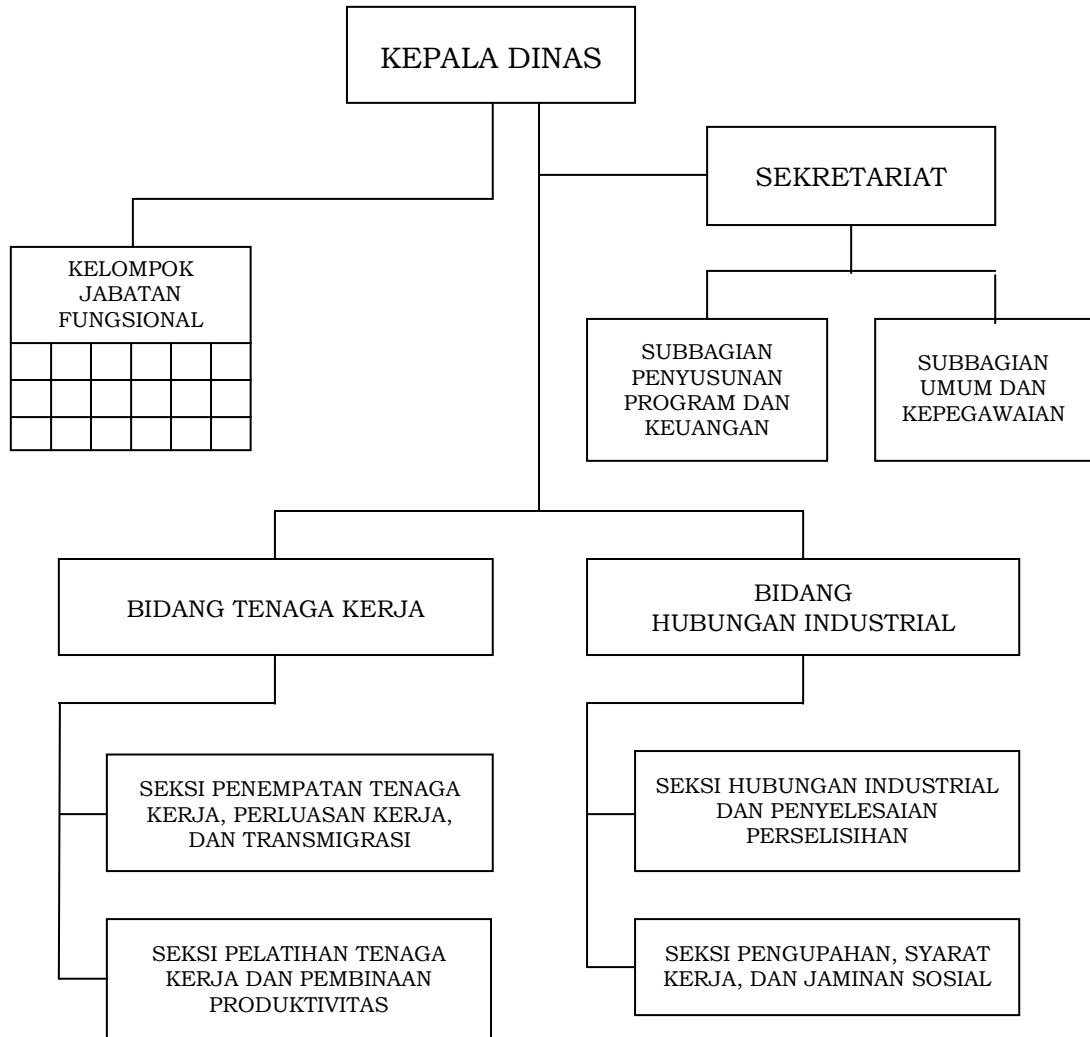 KEPALA DINAS
SEKRETARIAT
KELOMPOK
JABATAN
FUNGSIONAL
SUBBAGIAN
PENYUSUNAN
PROGRAM DAN
KEUANGAN
SUBBAGIAN
UMUM DAN
KEPEGAWAIAN
BIDANG TENAGA KERJA
BIDANG
HUBUNGAN INDUSTRIAL
SEKSI PENEMPATAN TENAGA
KERJA, PERLUASAN KERJA,
DAN TRANSMIGRASI
SEKSI HUBUNGAN INDUSTRIAL
DAN PENYELESAIAN
PERSELISIHAN
SEKSI PELATIHAN TENAGA
KERJA DAN PEMBINAAN
PRODUKTIVITAS
SEKSI PENGUPAHAN, SYARAT
KERJA, DAN JAMINAN SOSIAL